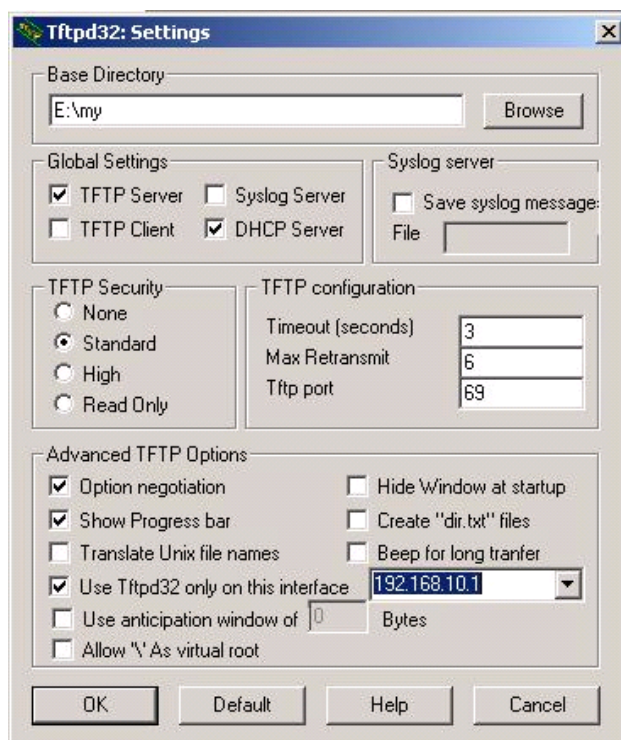 Tftpd32: Settings
Base Directory
E:\my
Browse
Global Settings
TFTP Server
Syslog Server
TFTP Client
DHCP Server
Syslog server
Save syslog message
File
TFTP Security
None
Standard
High
Read Only
TFTP configuration
Timeout (seconds)
3
Max Retransmit
6
Tftp port
69
Advanced TFTP Options
Option negotiation
Hide Window at startup
Show Progress bar
Create "dir.txt" files
Translate Unix file names
Beep for long tranfer
Use Tftpd32 only on this interface
192.168.10.1
Use anticipation window of
0
Bytes
Allow '\' As virtual root
OK
Default
Help
Cancel